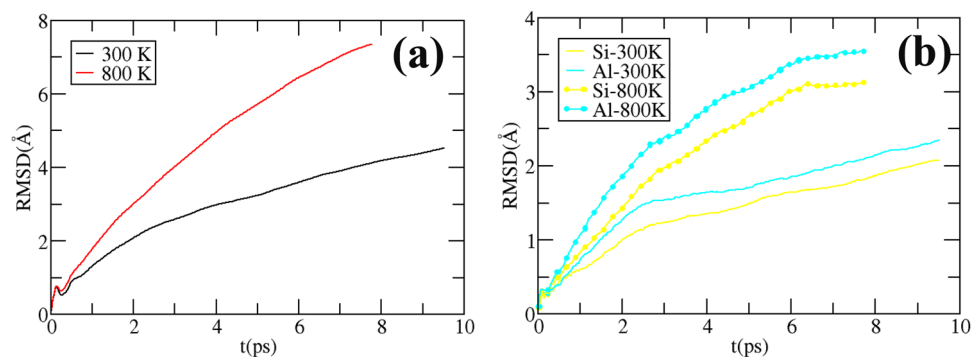 (a)
300 K
800 K
RMSD(Å)
8
6
4
2
0
0 2 4 6 8 10
t(ps)
(b)
Si-300K
Al-300K
Si-800K
Al-800K
RMSD(Å)
4
3
2
1
0
0 2 4 6 8 10
t(ps)